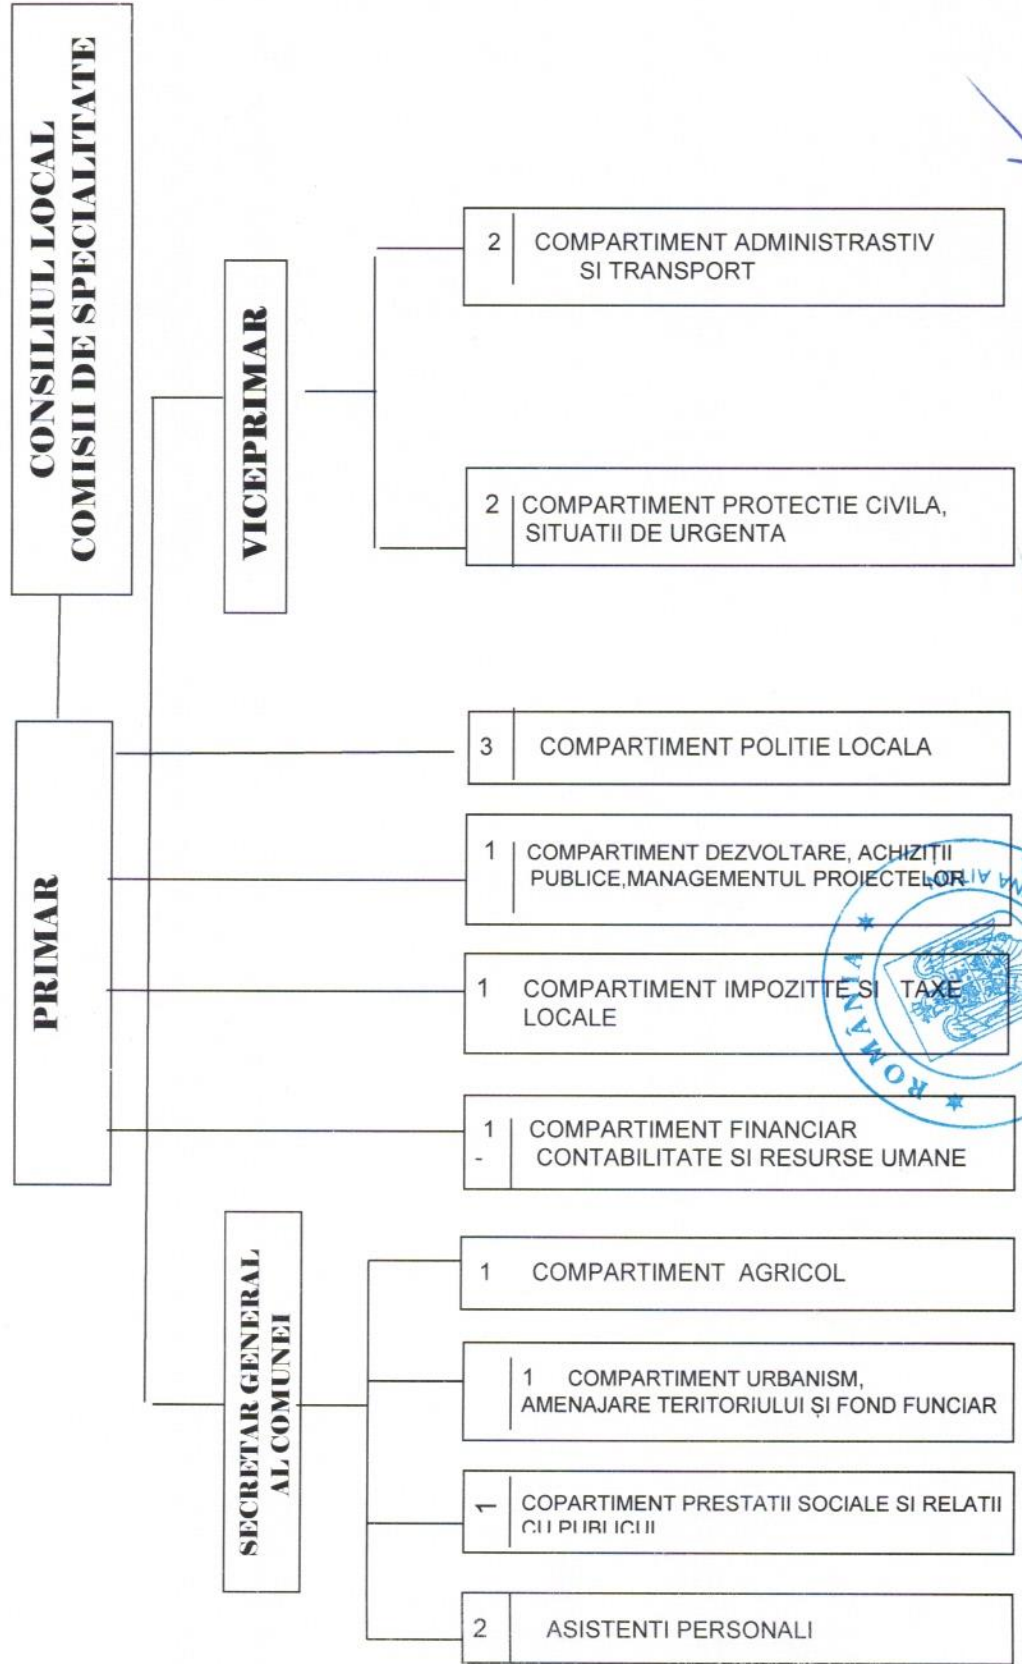 CONSILIUL LOCAL
COMISII DE SPECIALITATE
PRIMAR
VICEPRIMAR
SECRETAR GENERAL
AL COMUNEI
2 COMPARTIMENT ADMINISTRASTIV
SI TRANSPORT
2 COMPARTIMENT PROTECTIE CIVILA,
SITUATII DE URGENTA
3 COMPARTIMENT POLITIE LOCALA
1 COMPARTIMENT DEZVOLTARE, ACHIZIȚII
PUBLICE,MANAGEMENTUL PROIECTELOR
1 COMPARTIMENT IMPOZITTE SI TAXE
LOCALE
1 COMPARTIMENT FINANCIAR
- CONTABILITATE SI RESURSE UMANE
1 COMPARTIMENT AGRICOL
1 COMPARTIMENT URBANISM,
AMENAJARE TERITORIULUI ȘI FOND FUNCIAR
1 COPARTIMENT PRESTATII SOCIALE SI RELATII
CU PUBLICUL
2 ASISTENTI PERSONALI
★ ROMÂNIA ★
AITON